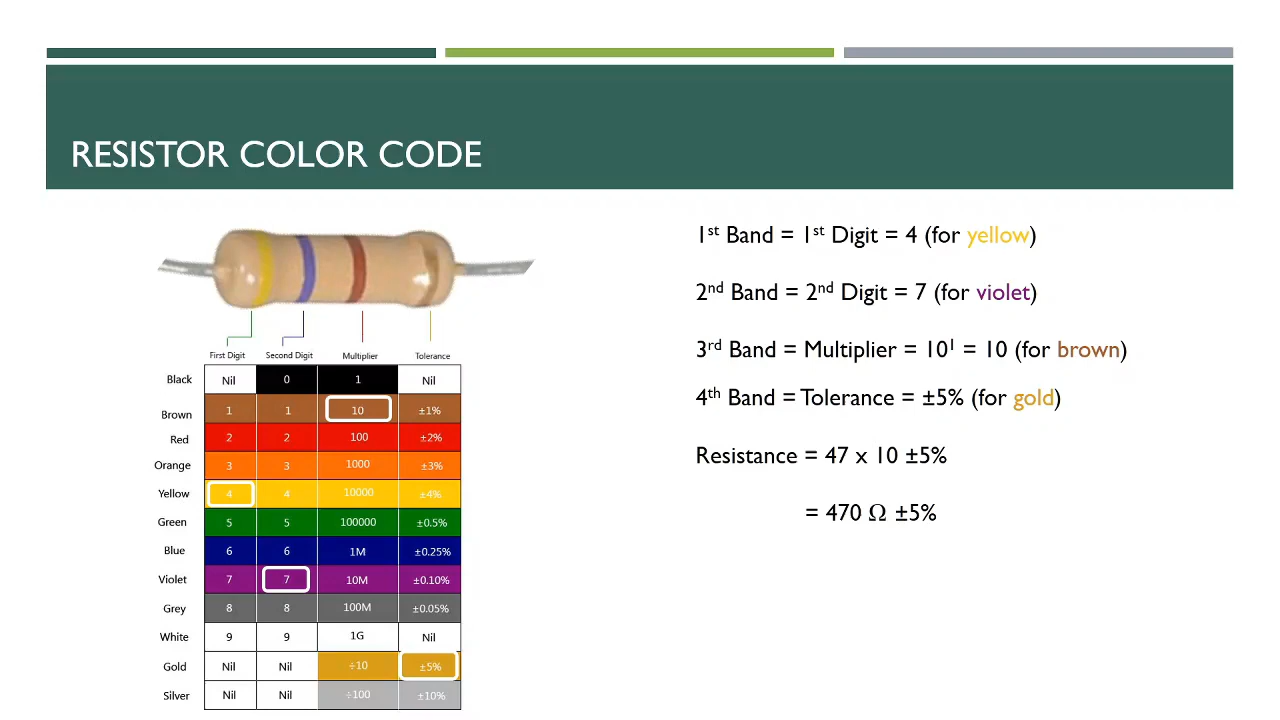 RESISTOR COLOR CODE
1st Band = 1st Digit = 4 (for yellow)
2nd Band = 2nd Digit = 7 (for violet)
3rd Band = Multiplier = 10¹ = 10 (for brown)
4th Band = Tolerance = ±5% (for gold)
Resistance = 47 x 10 ±5%
= 470 Ω ±5%
First Digit Second Digit Multiplier Tolerance
Black Nil 0 1 Nil
Brown 1 1 10 ±1%
Red 2 2 100 ±2%
Orange 3 3 1000 ±3%
Yellow 4 4 10000 ±4%
Green 5 5 100000 ±0.5%
Blue 6 6 1M ±0.25%
Violet 7 7 10M ±0.10%
Grey 8 8 100M ±0.05%
White 9 9 1G Nil
Gold Nil Nil ÷10 ±5%
Silver Nil Nil ÷100 ±10%